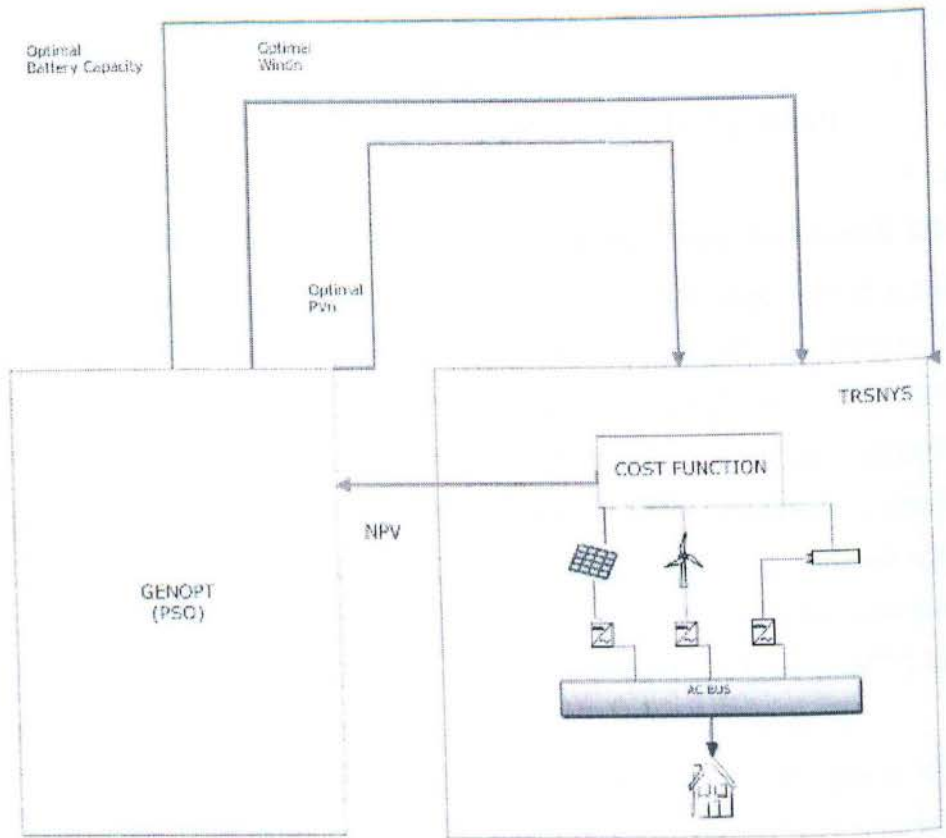 Optimal
Battery Capacity
Optimal
Windn
Optimal
PVn
TRSNYS
COST FUNCTION
NPV
GENOPT
(PSO)
AC BUS